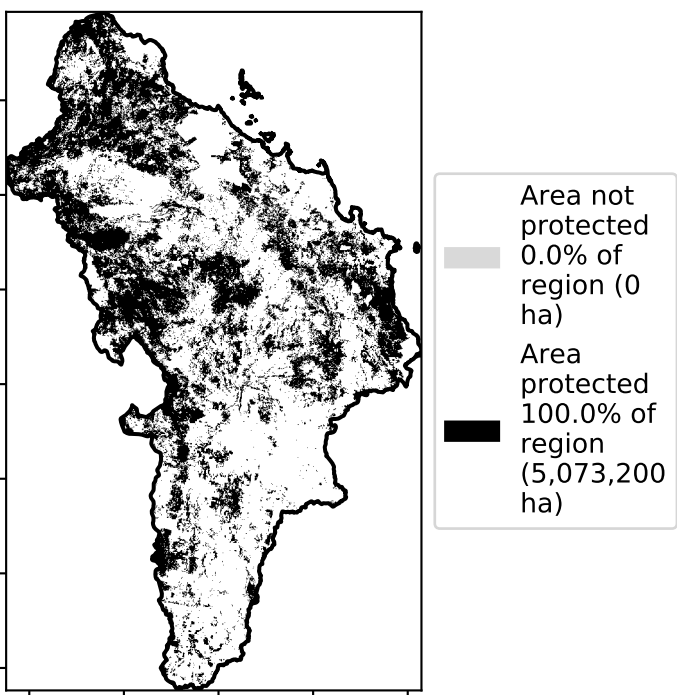 Area not
protected
0.0% of
region (0
ha)
Area
protected
100.0% of
region
(5,073,200
ha)